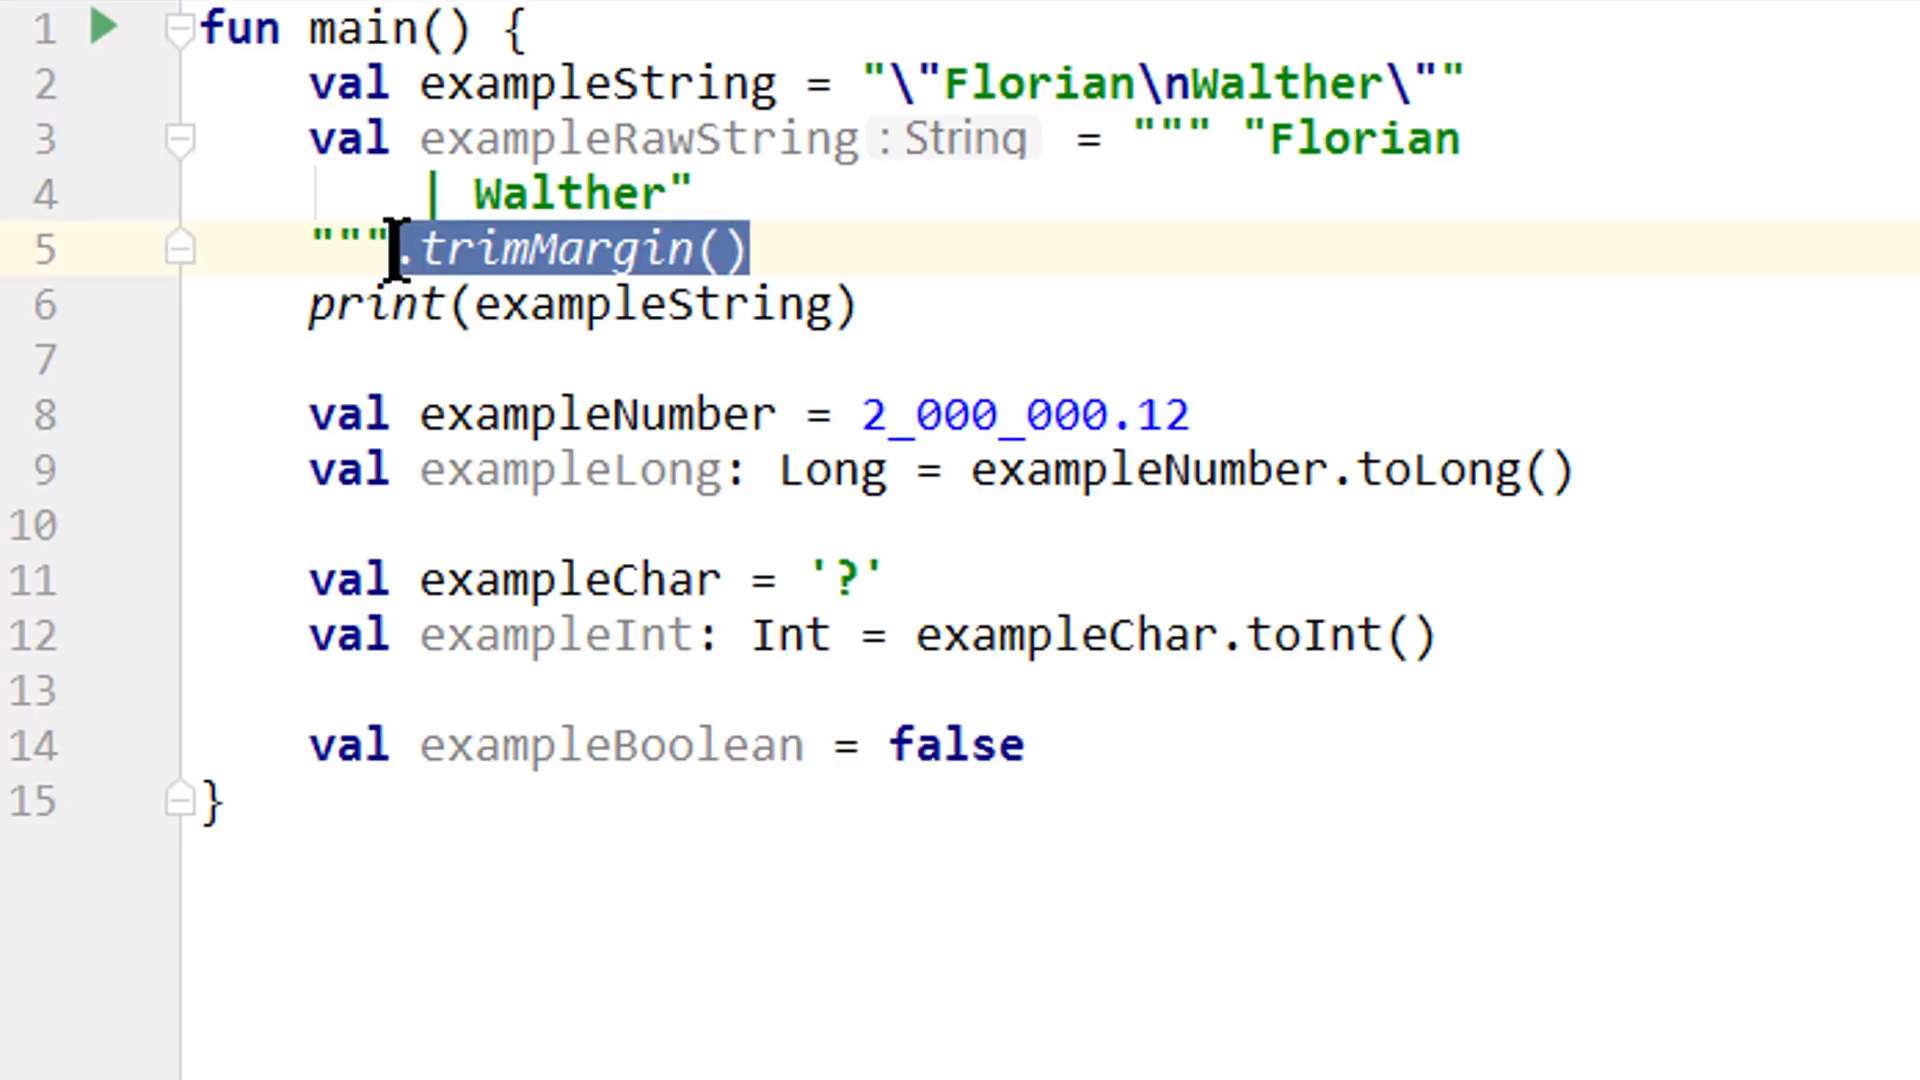 1 fun main() {
2 val exampleString = "\"Florian\nWalther\""
3 val exampleRawString : String = """ "Florian
4 | Walther"
5 """.trimMargin()
6 print(exampleString)
7
8 val exampleNumber = 2_000_000.12
9 val exampleLong: Long = exampleNumber.toLong()
10
11 val exampleChar = '?'
12 val exampleInt: Int = exampleChar.toInt()
13
14 val exampleBoolean = false
15 }